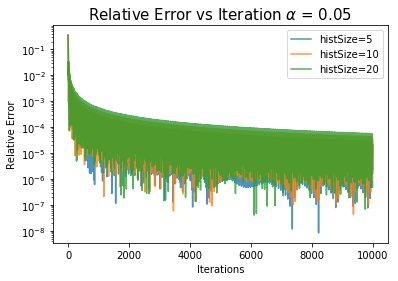 Relative Error vs Iteration α = 0.05
histSize=5
histSize=10
histSize=20
Relative Error
10⁻¹
10⁻²
10⁻³
10⁻⁴
10⁻⁵
10⁻⁶
10⁻⁷
10⁻⁸
0 2000 4000 6000 8000 10000
Iterations